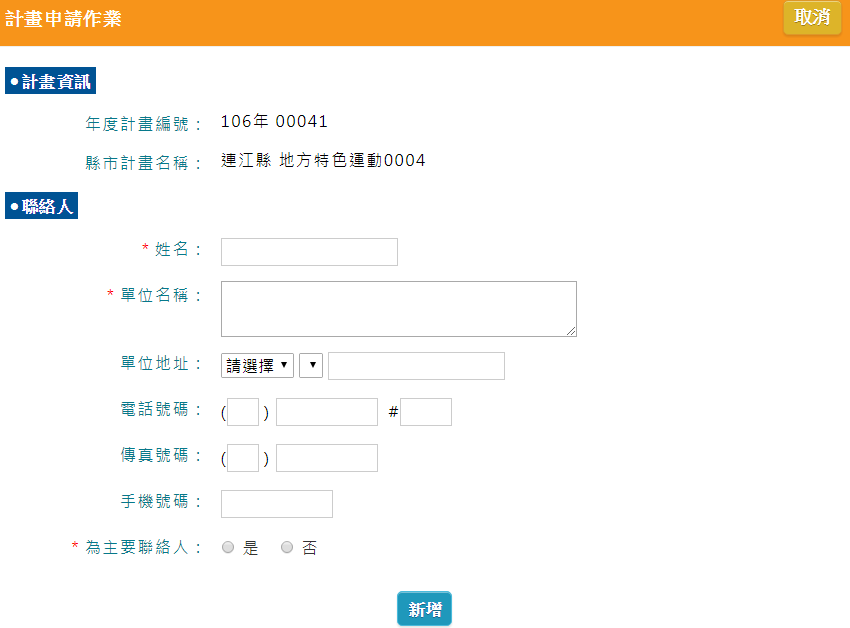 計畫申請作業 取消
●計畫資訊
年度計畫編號： 106年 00041
縣市計畫名稱： 連江縣 地方特色運動0004
●聯絡人
* 姓名：
* 單位名稱：
單位地址： 請選擇
電話號碼： ( ) #
傳真號碼： ( )
手機號碼：
* 為主要聯絡人： 是 否
新增